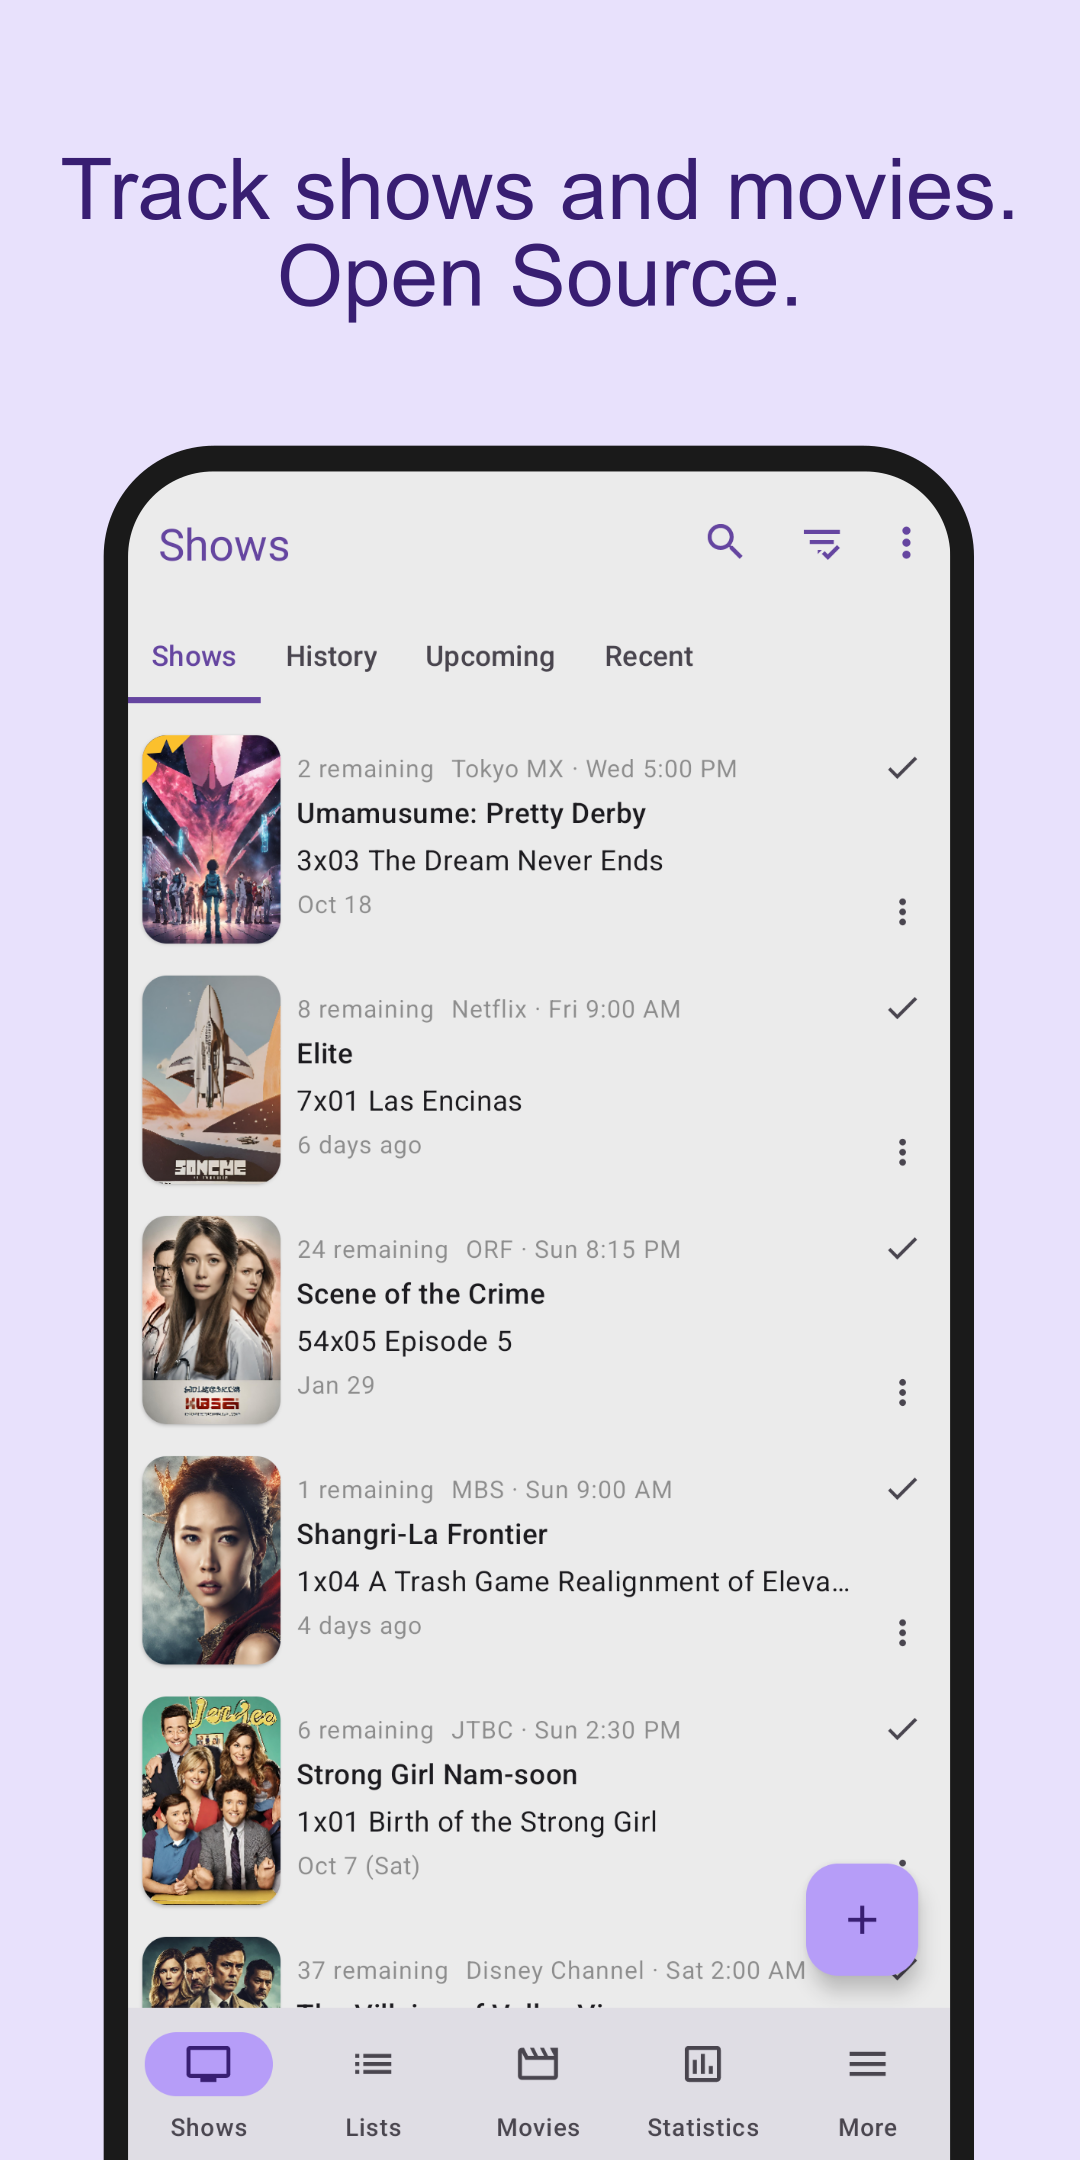 Track shows and movies.
Open Source.
Shows
Shows History Upcoming Recent
2 remaining Tokyo MX · Wed 5:00 PM
Umamusume: Pretty Derby
3x03 The Dream Never Ends
Oct 18
8 remaining Netflix · Fri 9:00 AM
Elite
7x01 Las Encinas
6 days ago
24 remaining ORF · Sun 8:15 PM
Scene of the Crime
54x05 Episode 5
Jan 29
1 remaining MBS · Sun 9:00 AM
Shangri-La Frontier
1x04 A Trash Game Realignment of Eleva...
4 days ago
6 remaining JTBC · Sun 2:30 PM
Strong Girl Nam-soon
1x01 Birth of the Strong Girl
Oct 7 (Sat)
37 remaining Disney Channel · Sat 2:00 AM
Shows Lists Movies Statistics More